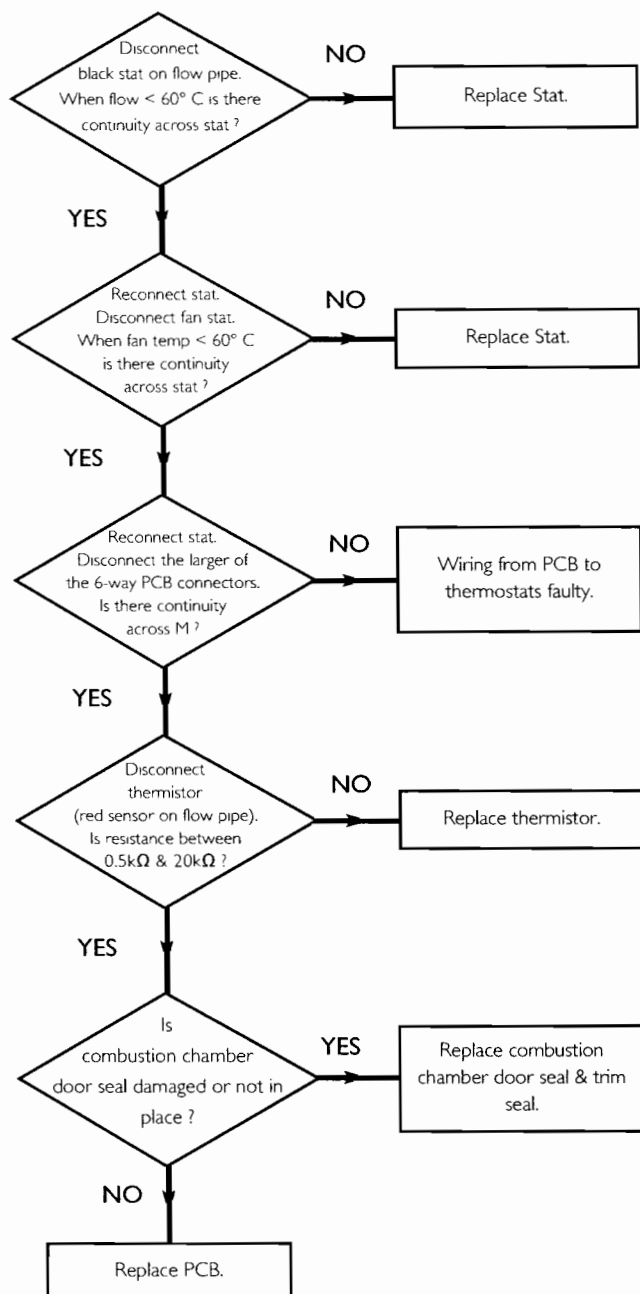 Disconnect
black stat on flow pipe.
When flow < 60° C is there
continuity across stat ?
NO
Replace Stat.
YES
Reconnect stat.
Disconnect fan stat.
When fan temp < 60° C
is there continuity
across stat ?
NO
Replace Stat.
YES
Reconnect stat.
Disconnect the larger of
the 6-way PCB connectors.
Is there continuity
across M ?
NO
Wiring from PCB to
thermostats faulty.
YES
Disconnect
thermistor
(red sensor on flow pipe).
Is resistance between
0.5kΩ & 20kΩ ?
NO
Replace thermistor.
YES
Is
combustion chamber
door seal damaged or not in
place ?
YES
Replace combustion
chamber door seal & trim
seal.
NO
Replace PCB.